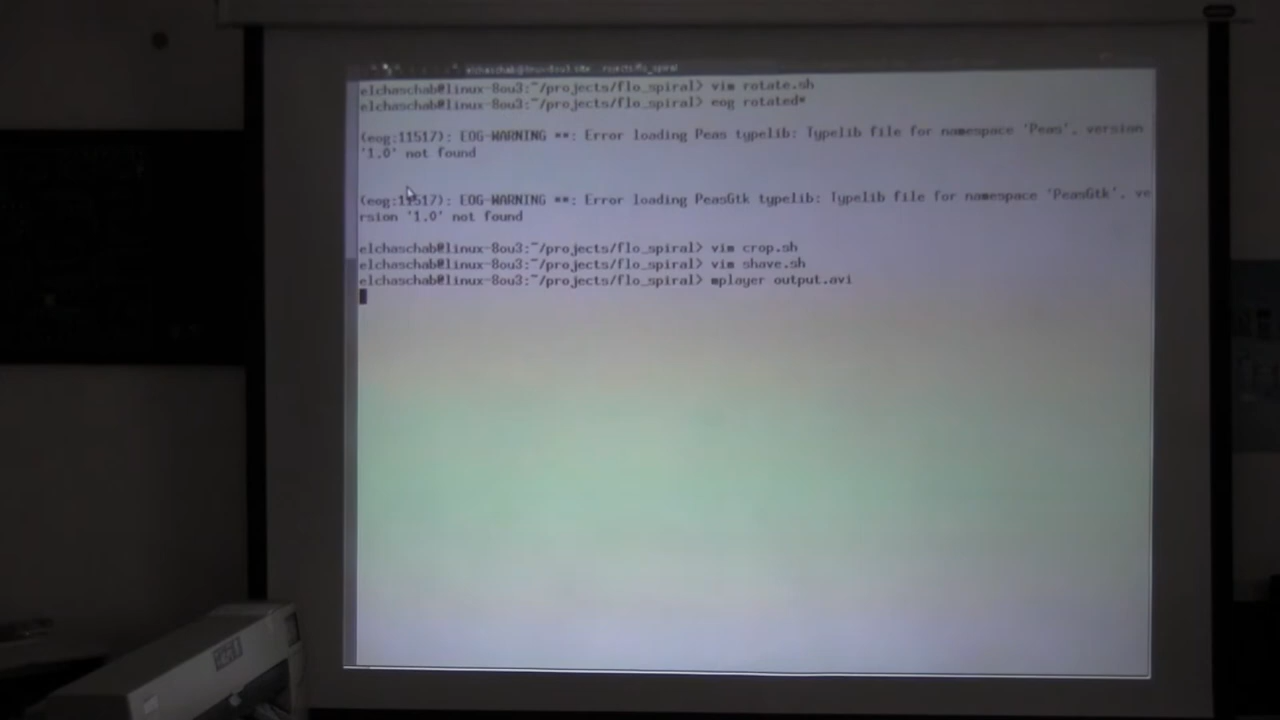 elchaschab@linux-8ou3:~/projects/flo_spiral> vim rotate.sh
elchaschab@linux-8ou3:~/projects/flo_spiral> eog rotated*
(eog:11517): EOG-WARNING **: Error loading Peas typelib: Typelib file for namespace 'Peas', version
'1.0' not found
(eog:11517): EOG-WARNING **: Error loading PeasGtk typelib: Typelib file for namespace 'PeasGtk', ve
rsion '1.0' not found
elchaschab@linux-8ou3:~/projects/flo_spiral> vim crop.sh
elchaschab@linux-8ou3:~/projects/flo_spiral> vim shave.sh
elchaschab@linux-8ou3:~/projects/flo_spiral> mplayer output.avi